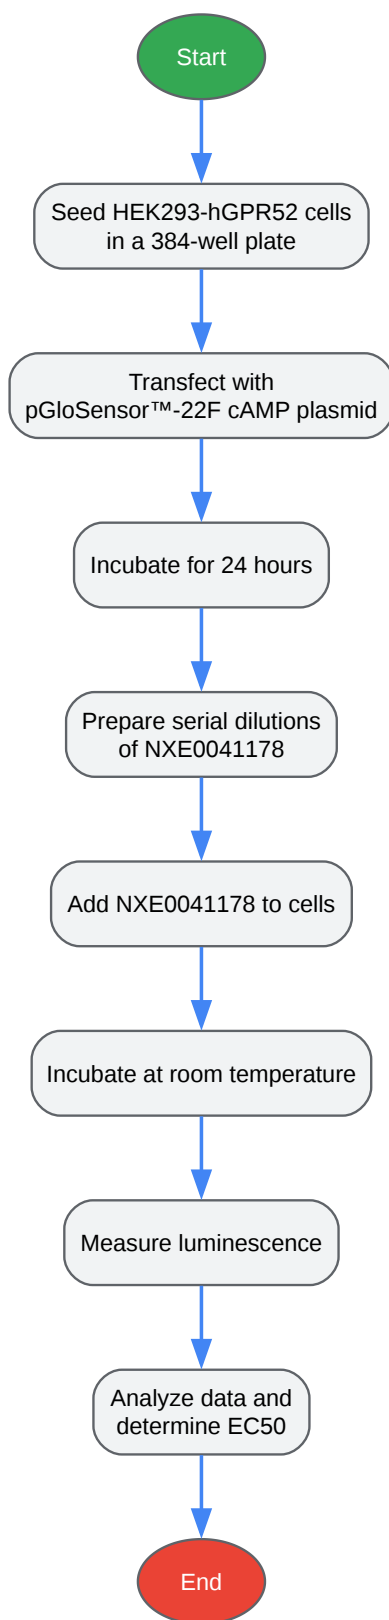 Start
Seed HEK293-hGPR52 cells
in a 384-well plate
Transfect with
pGloSensor™-22F cAMP plasmid
Incubate for 24 hours
Prepare serial dilutions
of NXE0041178
Add NXE0041178 to cells
Incubate at room temperature
Measure luminescence
Analyze data and
determine EC50
End